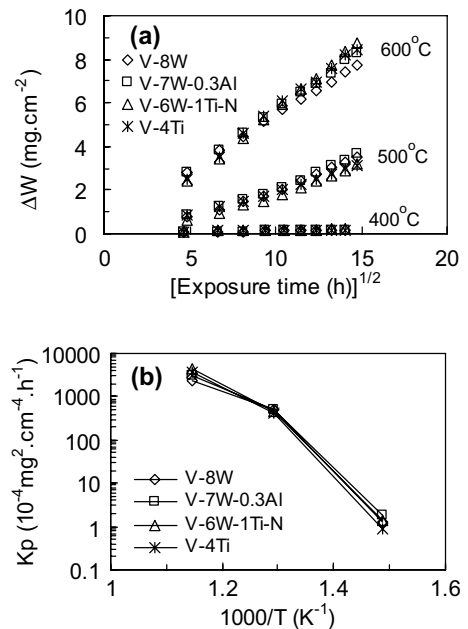 (a)
10
8
6
4
2
0
ΔW (mg.cm⁻²)
◇ V-8W
□ V-7W-0.3Al
△ V-6W-1Ti-N
✳ V-4Ti
600°C
500°C
400°C
0 5 10 15 20
[Exposure time (h)]¹ᐟ²
(b)
10000
1000
100
10
1
0.1
Kp (10⁻⁴mg².cm⁻⁴.h⁻¹)
◇ V-8W
□ V-7W-0.3Al
△ V-6W-1Ti-N
✳ V-4Ti
1 1.2 1.4 1.6
1000/T (K⁻¹)